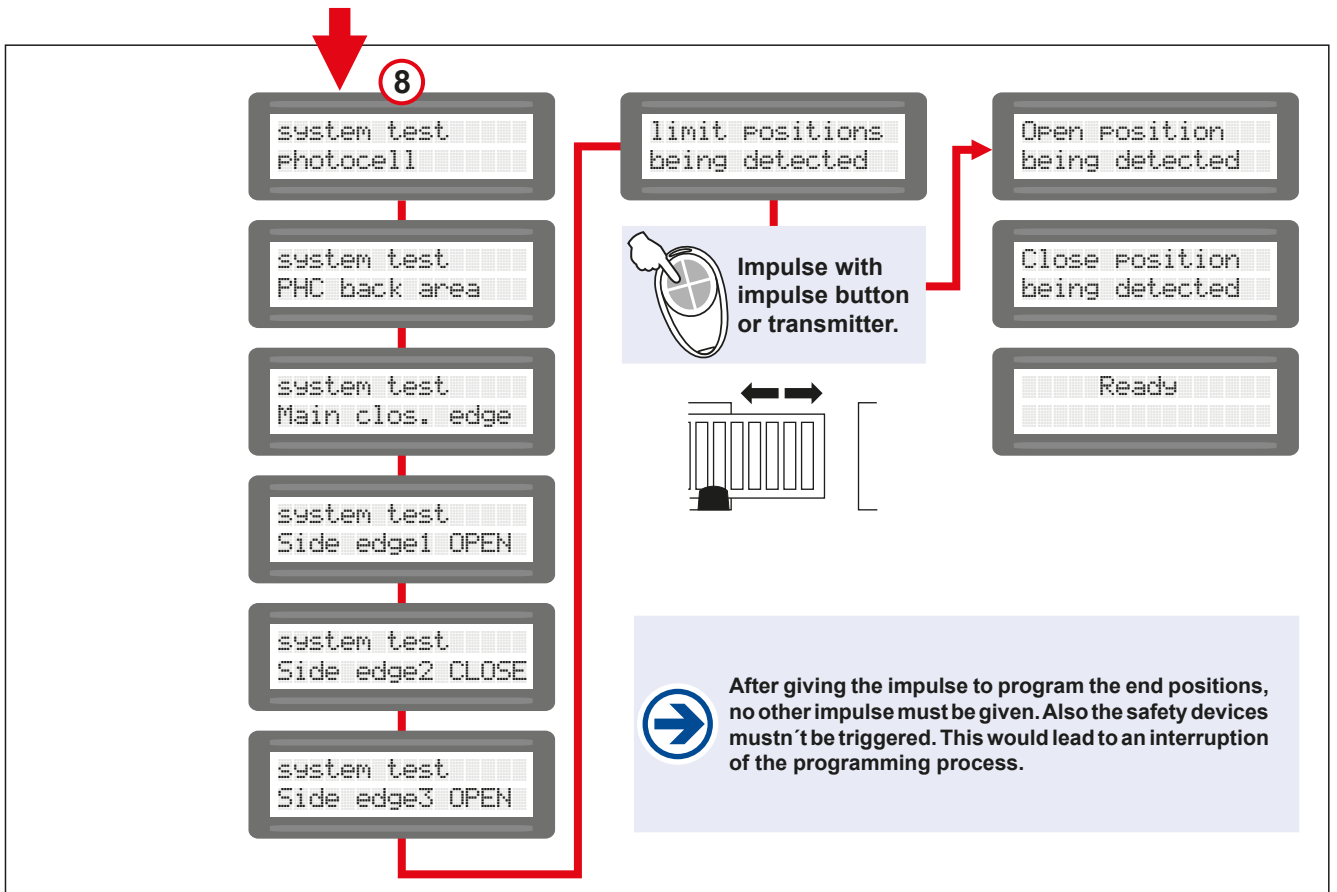 8
system test
photocell
system test
PHC back area
system test
Main clos. edge
system test
Side edge1 OPEN
system test
Side edge2 CLOSE
system test
Side edge3 OPEN
limit positions
being detected
Impulse with
impulse button
or transmitter.
Open position
being detected
Close position
being detected
Ready
After giving the impulse to program the end positions,
no other impulse must be given. Also the safety devices
mustn´t be triggered. This would lead to an interruption
of the programming process.